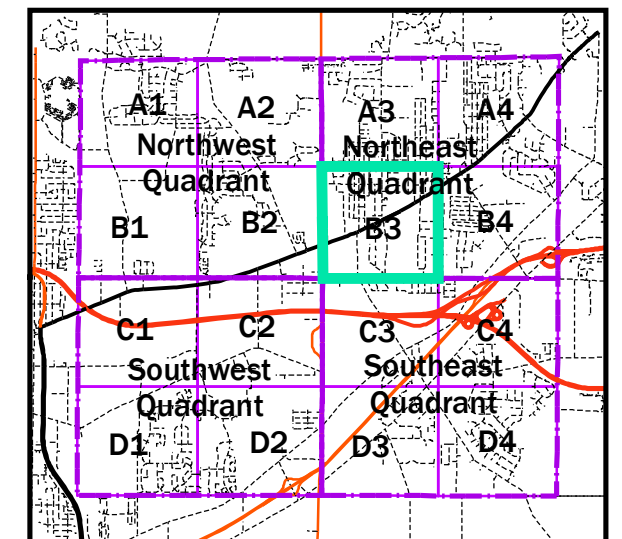 A1 A2 A3 A4
Northwest Northeast
Quadrant Quadrant
B1 B2 B3 B4
C1 C2 C3 C4
Southwest Southeast
Quadrant Quadrant
D1 D2 D3 D4